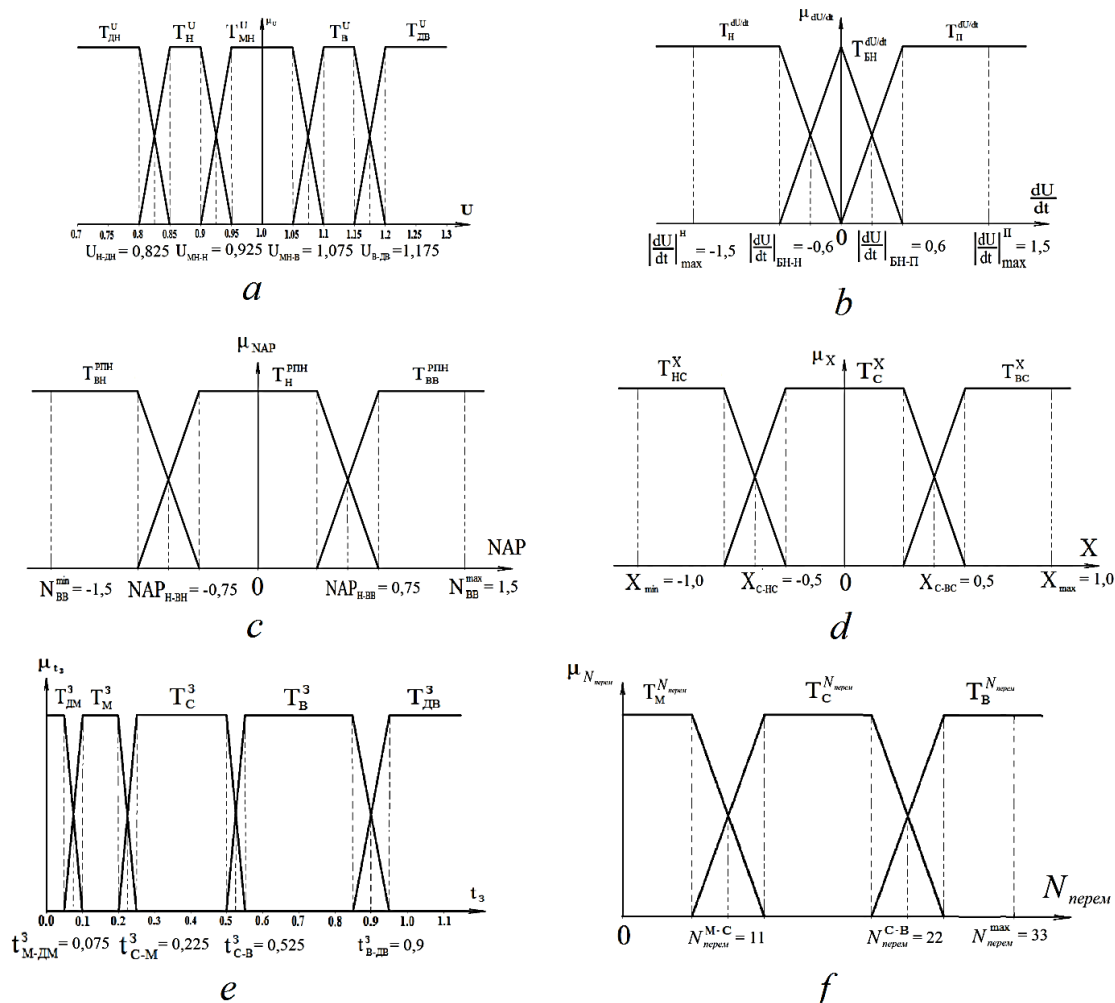 T_ДН^U T_Н^U T_МН^U μ_U T_В^U T_ДВ^U
0.7 0.8 0.85 0.9 0.95 1.0 1.05 1.1 1.15 1.2 1.3 U
U_Н-ДН = 0,825 U_МН-Н = 0,925 U_МН-В = 1,075 U_В-ДВ = 1,175
a
μ_dU/dt
T_Н^dU/dt T_БН^dU/dt T_П^dU/dt
0 dU/dt
|dU/dt|_max^Н = -1,5 |dU/dt|_БН-Н = -0,6 |dU/dt|_БН-П = 0,6 |dU/dt|_max^П = 1,5
b
μ_NAP
T_ВН^РПН T_Н^РПН T_ВВ^РПН
NAP
N_ВВ^min = -1,5 NAP_Н-ВН = -0,75 0 NAP_Н-ВВ = 0,75 N_ВВ^max = 1,5
c
μ_X
T_НС^X T_С^X T_ВС^X
X
X_min = -1,0 X_С-НС = -0,5 0 X_С-ВС = 0,5 X_max = 1,0
d
μ_t_з
T_ДМ^З T_М^З T_С^З T_В^З T_ДВ^З
0.0 0.1 0.2 0.3 0.4 0.5 0.6 0.7 0.8 0.9 1.0 t_з
t_М-ДМ^З = 0,075 t_С-М^З = 0,225 t_С-В^З = 0,525 t_В-ДВ^З = 0,9
e
μ_N_перем
T_М^N_перем T_С^N_перем T_В^N_перем
N_перем
0 N_перем^М-С = 11 N_перем^С-В = 22 N_перем^max = 33
f